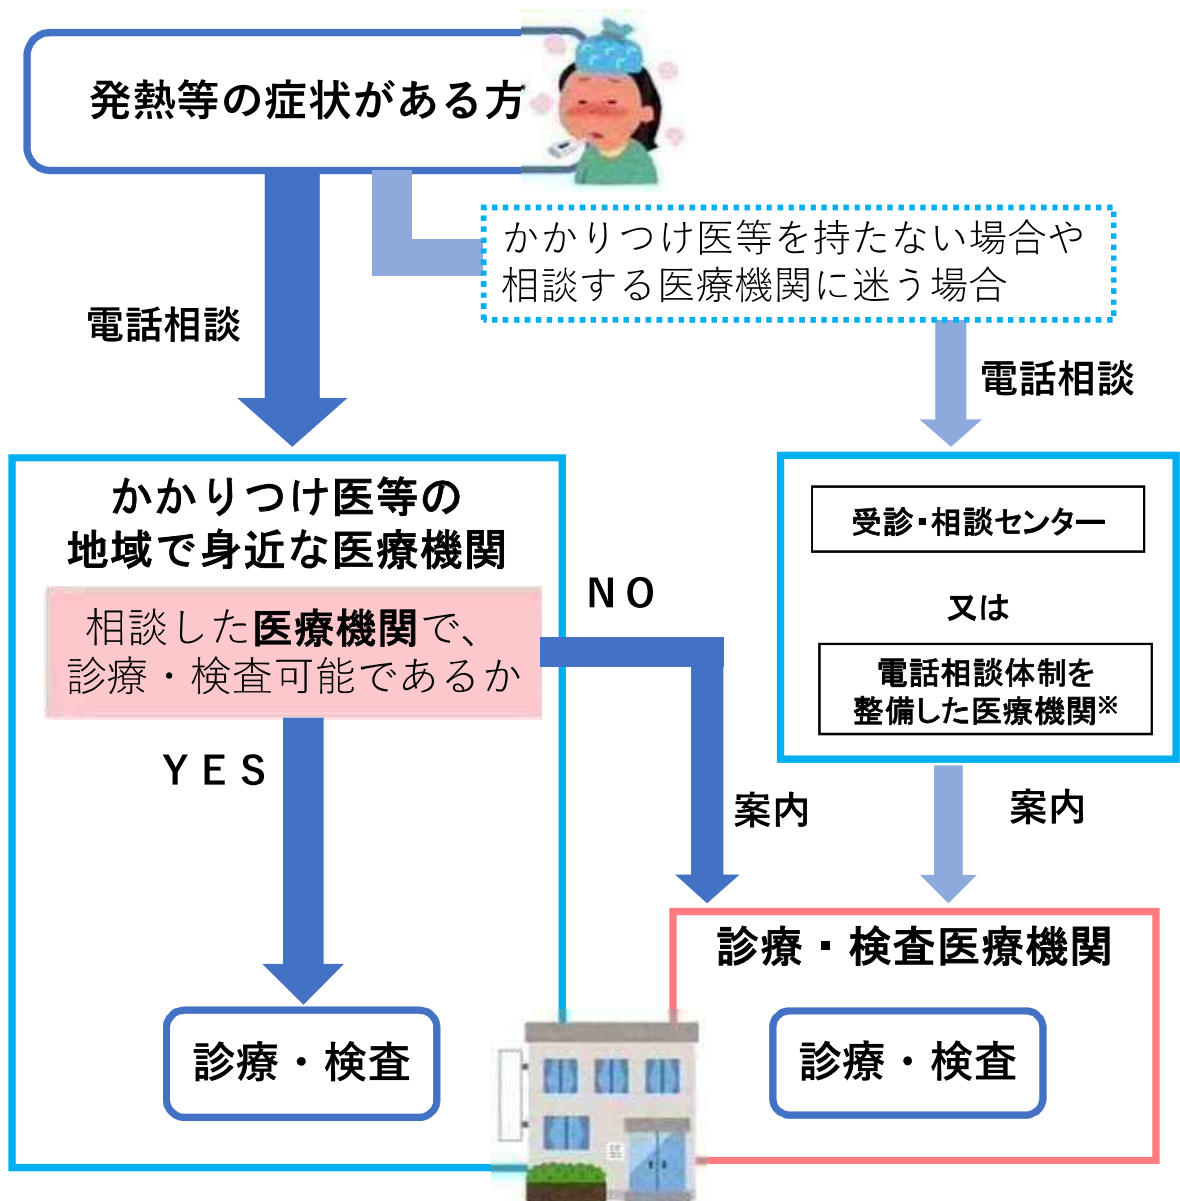 発熱等の症状がある方
かかりつけ医等を持たない場合や
相談する医療機関に迷う場合
電話相談
電話相談
かかりつけ医等の
地域で身近な医療機関
相談した医療機関で、
診療・検査可能であるか
NO
YES
受診・相談センター
又は
電話相談体制を
整備した医療機関※
案内
案内
診療・検査医療機関
診療・検査
診療・検査